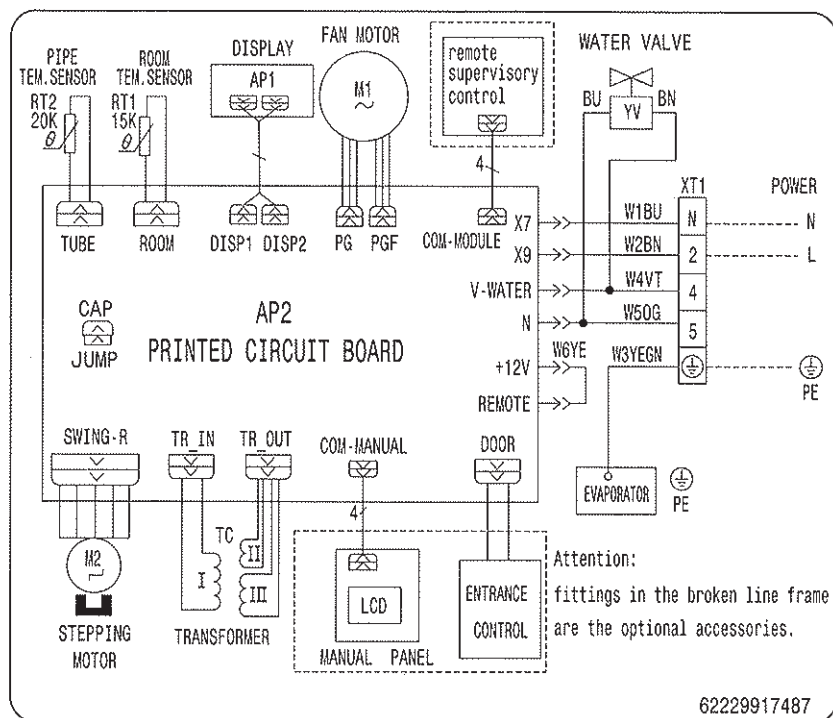 PIPE
TEM.SENSOR
RT2
20K
θ
ROOM
TEM.SENSOR
RT1
15K
θ
DISPLAY
AP1
FAN MOTOR
M1
~
remote
supervisory
control
4
WATER VALVE
BU
YV
BN
XT1
POWER
TUBE
ROOM
DISP1 DISP2
PG
PGF
COM-MODULE
X7
W1BU
N
N
X9
W2BN
2
L
V-WATER
W4VT
4
N
W5OG
5
+12V
W6YE
REMOTE
W3YEGN
PE
CAP
JUMP
AP2
PRINTED CIRCUIT BOARD
SWING-R
TR_IN
TR_OUT
COM-MANUAL
DOOR
EVAPORATOR
PE
M2
STEPPING
MOTOR
TC
I
II
III
TRANSFORMER
4
LCD
MANUAL PANEL
ENTRANCE
CONTROL
Attention:
fittings in the broken line frame
are the optional accessories.
62229917487